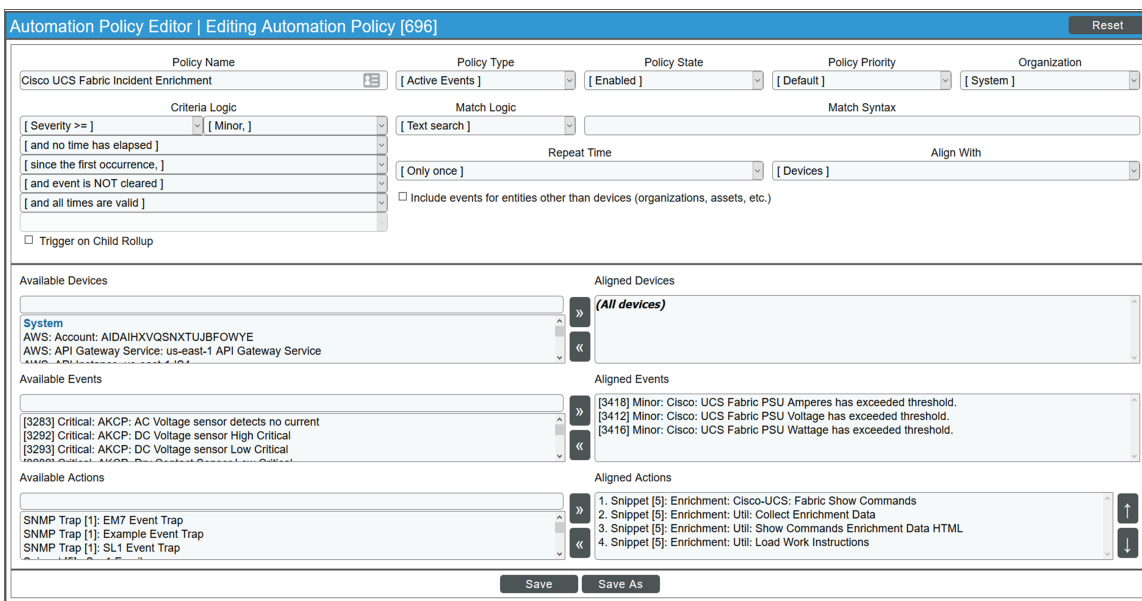 Automation Policy Editor | Editing Automation Policy [696]
Reset
Policy Name
Policy Type
Policy State
Policy Priority
Organization
Cisco UCS Fabric Incident Enrichment
[ Active Events ]
[ Enabled ]
[ Default ]
[ System ]
Criteria Logic
Match Logic
Match Syntax
[ Severity >= ]
[ Minor, ]
[ Text search ]
[ and no time has elapsed ]
[ since the first occurrence, ]
[ and event is NOT cleared ]
[ and all times are valid ]
Repeat Time
Align With
[ Only once ]
[ Devices ]
Include events for entities other than devices (organizations, assets, etc.)
Trigger on Child Rollup
Available Devices
Aligned Devices
System
AWS: Account: AIDAIHXVQSNXTUJBFOWYE
AWS: API Gateway Service: us-east-1 API Gateway Service
(All devices)
»
«
Available Events
Aligned Events
[3283] Critical: AKCP: AC Voltage sensor detects no current
[3292] Critical: AKCP: DC Voltage sensor High Critical
[3293] Critical: AKCP: DC Voltage sensor Low Critical
»
«
[3418] Minor: Cisco: UCS Fabric PSU Amperes has exceeded threshold.
[3412] Minor: Cisco: UCS Fabric PSU Voltage has exceeded threshold.
[3416] Minor: Cisco: UCS Fabric PSU Wattage has exceeded threshold.
Available Actions
Aligned Actions
SNMP Trap [1]: EM7 Event Trap
SNMP Trap [1]: Example Event Trap
SNMP Trap [1]: SL1 Event Trap
»
«
1. Snippet [5]: Enrichment: Cisco-UCS: Fabric Show Commands
2. Snippet [5]: Enrichment: Util: Collect Enrichment Data
3. Snippet [5]: Enrichment: Util: Show Commands Enrichment Data HTML
4. Snippet [5]: Enrichment: Util: Load Work Instructions
Save
Save As